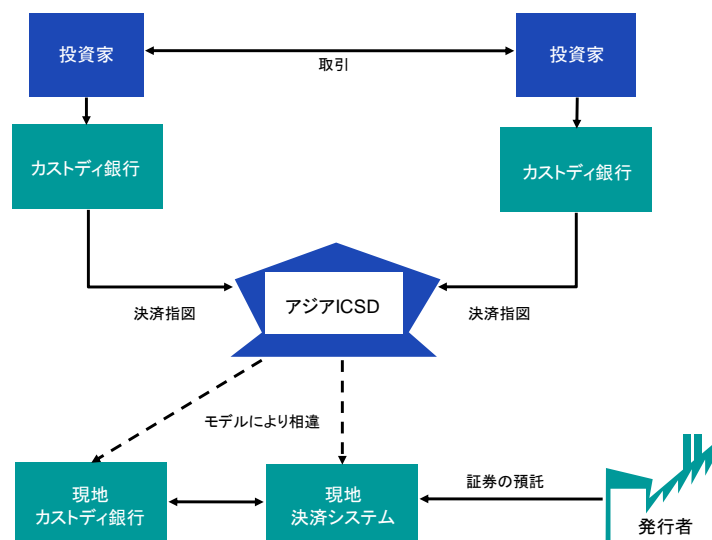 投資家
投資家
取引
カストディ銀行
カストディ銀行
アジアICSD
決済指図
決済指図
モデルにより相違
現地
カストディ銀行
現地
決済システム
証券の預託
発行者